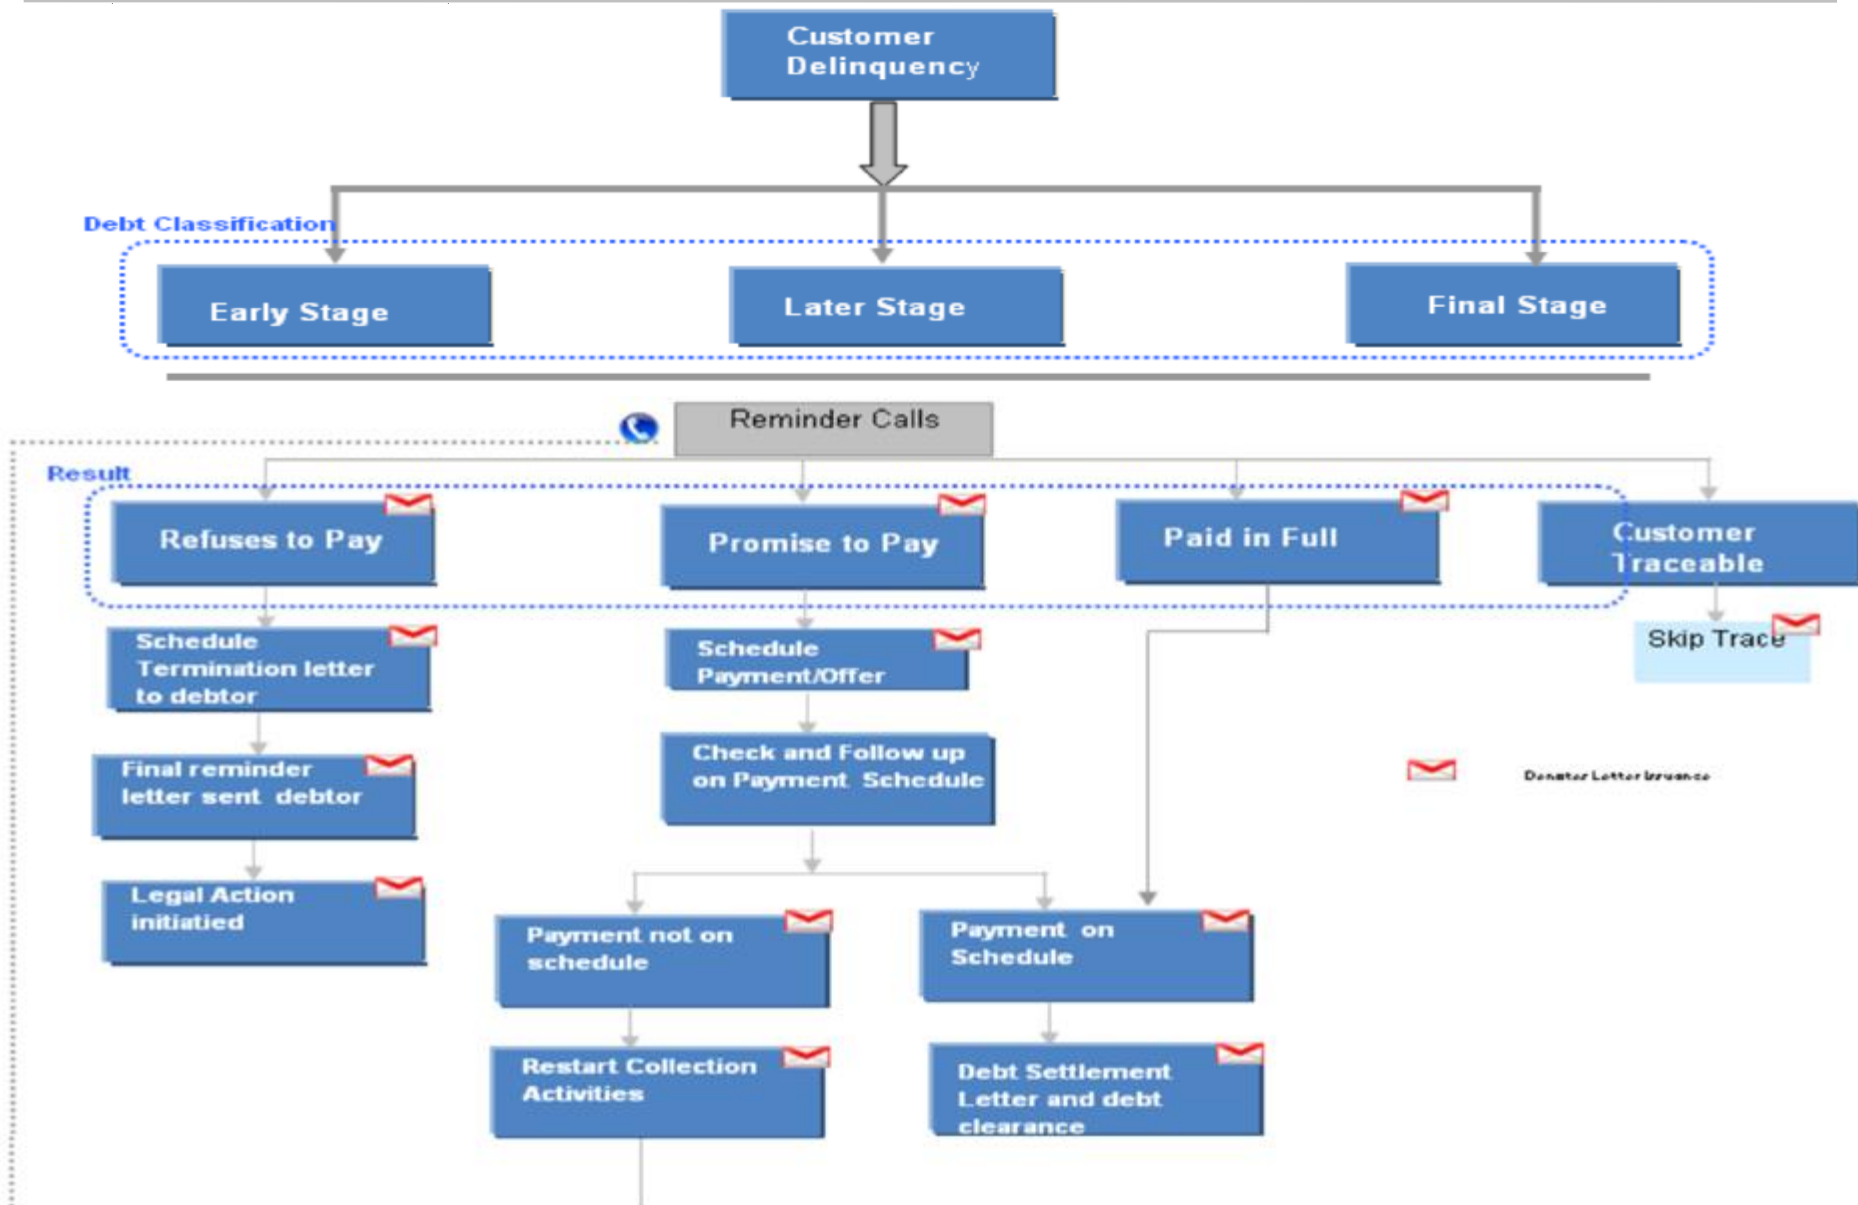 Customer
Delinquency
Debt Classification
Early Stage
Later Stage
Final Stage
Reminder Calls
Result
Refuses to Pay
Promise to Pay
Paid in Full
Customer
Traceable
Schedule
Termination letter
to debtor
Schedule
Payment/Offer
Skip Trace
Final reminder
letter sent debtor
Check and Follow up
on Payment Schedule
Denotes Letter Issuance
Legal Action
initiatied
Payment not on
schedule
Payment on
Schedule
Restart Collection
Activities
Debt Settlement
Letter and debt
clearance